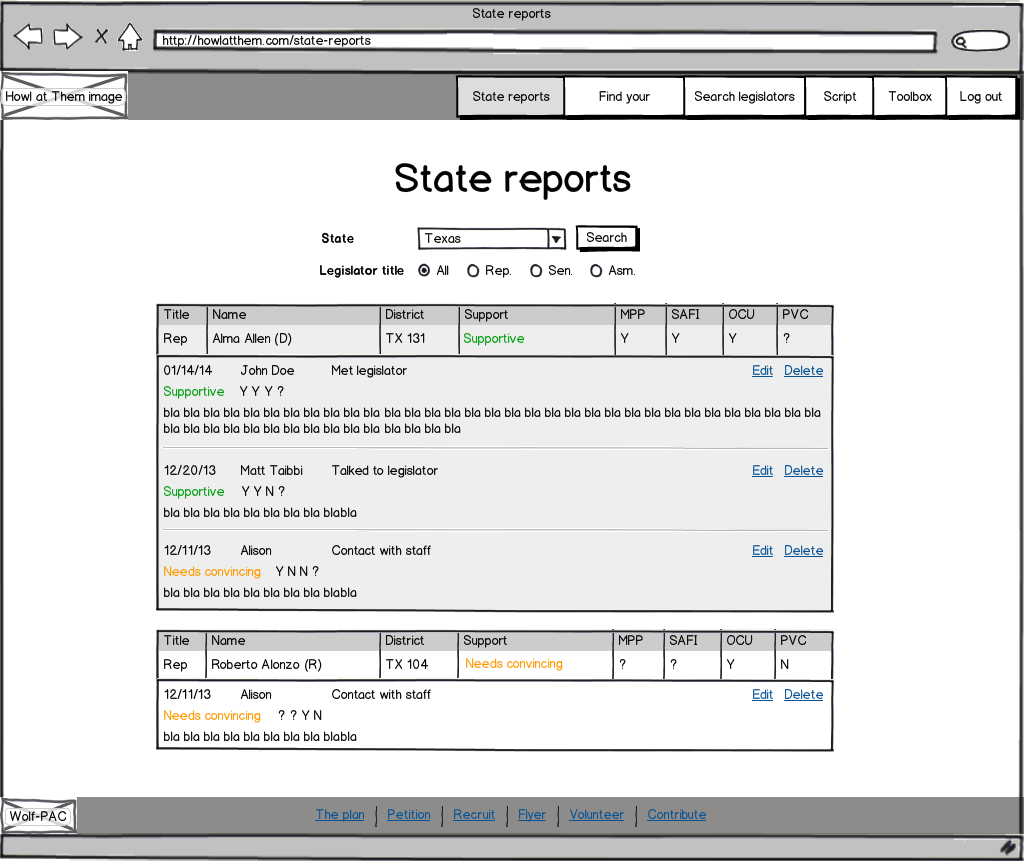 State reports
http://howlatthem.com/state-reports
Howl at Them image State reports Find your Search legislators Script Toolbox Log out
State reports
State Texas Search
Legislator title All Rep. Sen. Asm.
Title Name District Support MPP SAFI OCU PVC
Rep Alma Allen (D) TX 131 Supportive Y Y Y ?
01/14/14 John Doe Met legislator Edit Delete
Supportive Y Y Y ?
bla bla bla bla bla bla bla bla bla bla bla bla bla bla bla bla bla bla bla bla bla bla bla bla bla bla bla bla bla bla bla bla bla
bla bla bla bla bla bla bla bla bla bla bla bla bla bla bla
12/20/13 Matt Taibbi Talked to legislator Edit Delete
Supportive Y Y N ?
bla bla bla bla bla bla bla bla blabla
12/11/13 Alison Contact with staff Edit Delete
Needs convincing Y N N ?
bla bla bla bla bla bla bla bla blabla
Title Name District Support MPP SAFI OCU PVC
Rep Roberto Alonzo (R) TX 104 Needs convincing ? ? Y N
12/11/13 Alison Contact with staff Edit Delete
Needs convincing ? ? Y N
bla bla bla bla bla bla bla bla blabla
Wolf-PAC The plan Petition Recruit Flyer Volunteer Contribute